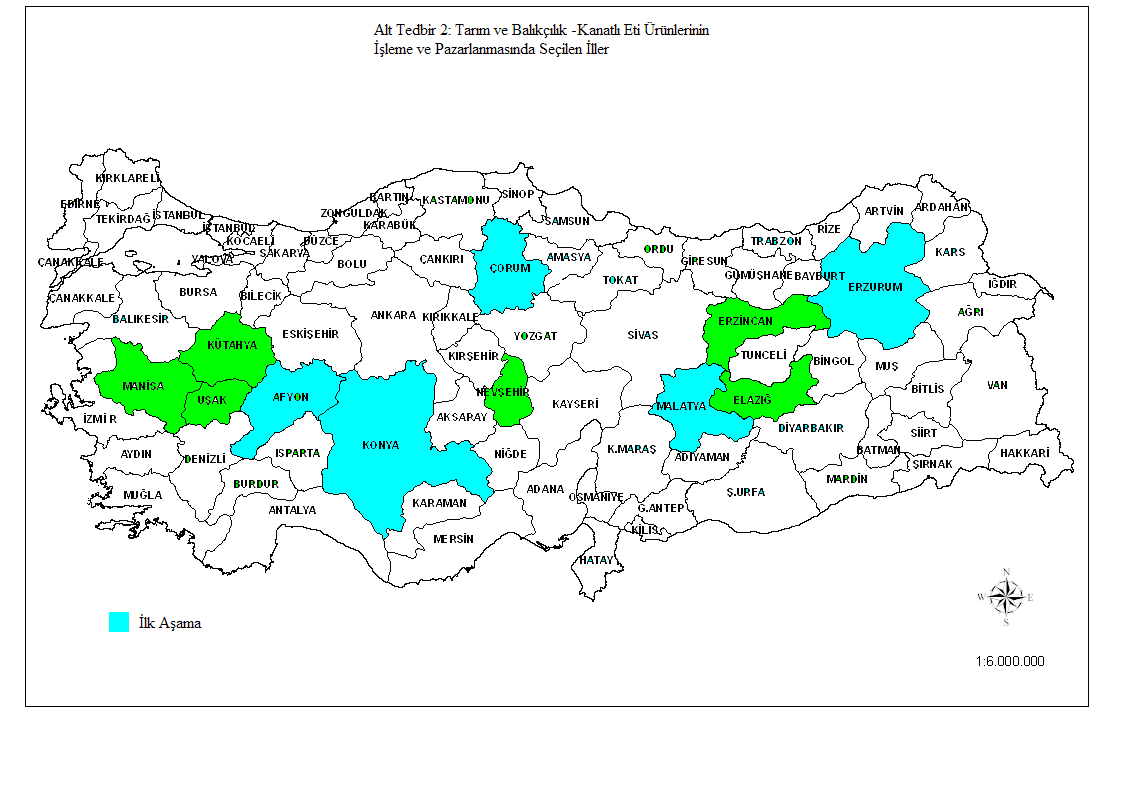 Alt Tedbir 2: Tarım ve Balıkçılık -Kanatlı Eti Ürünlerinin
İşleme ve Pazarlanmasında Seçilen İller
KIRKLARELİ
EDİRNE
TEKİRDAĞ
İSTANBUL
İSTANBUL
KOCAELİ
YALOVA
SAKARYA
DÜZCE
ZONGULDAK
BARTIN
KARABÜK
KASTAMONU
SİNOP
SAMSUN
ORDU
GİRESUN
TRABZON
RİZE
ARTVİN
ARDAHAN
KARS
ÇANAKKALE
ÇANAKKALE
BALIKESİR
BURSA
BİLECİK
BOLU
ÇANKIRI
ÇORUM
AMASYA
TOKAT
GÜMÜŞHANE
BAYBURT
ERZURUM
IĞDIR
AĞRI
KÜTAHYA
ESKİŞEHİR
ANKARA
KIRIKKALE
YOZGAT
SİVAS
ERZİNCAN
TUNCELİ
BİNGOL
MUŞ
BİTLİS
VAN
MANİSA
UŞAK
AFYON
KIRŞEHİR
NEVŞEHİR
KAYSERİ
MALATYA
ELAZIĞ
DİYARBAKIR
İZMİR
AKSARAY
KONYA
NİĞDE
K.MARAŞ
ADIYAMAN
BATMAN
SİİRT
ŞIRNAK
HAKKARİ
AYDIN
DENİZLİ
ISPARTA
BURDUR
MUĞLA
ANTALYA
KARAMAN
MERSİN
ADANA
OSMANİYE
G.ANTEP
KİLİS
Ş.URFA
MARDİN
HATAY
N
W
E
S
İlk Aşama
1:6.000.000